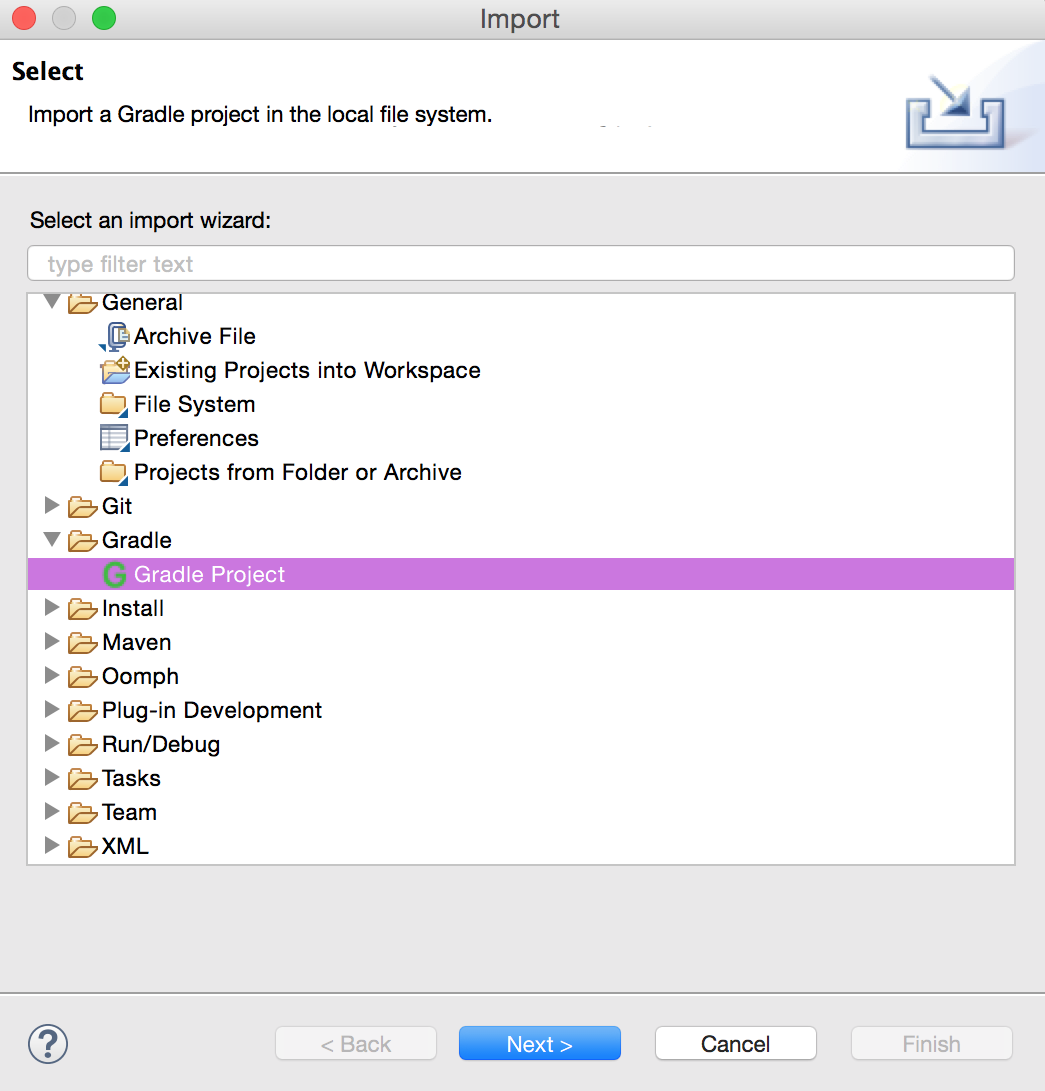 Import
Select
Import a Gradle project in the local file system.
Select an import wizard:
type filter text
General
Archive File
Existing Projects into Workspace
File System
Preferences
Projects from Folder or Archive
Git
Gradle
Gradle Project
Install
Maven
Oomph
Plug-in Development
Run/Debug
Tasks
Team
XML
?
< Back
Next >
Cancel
Finish